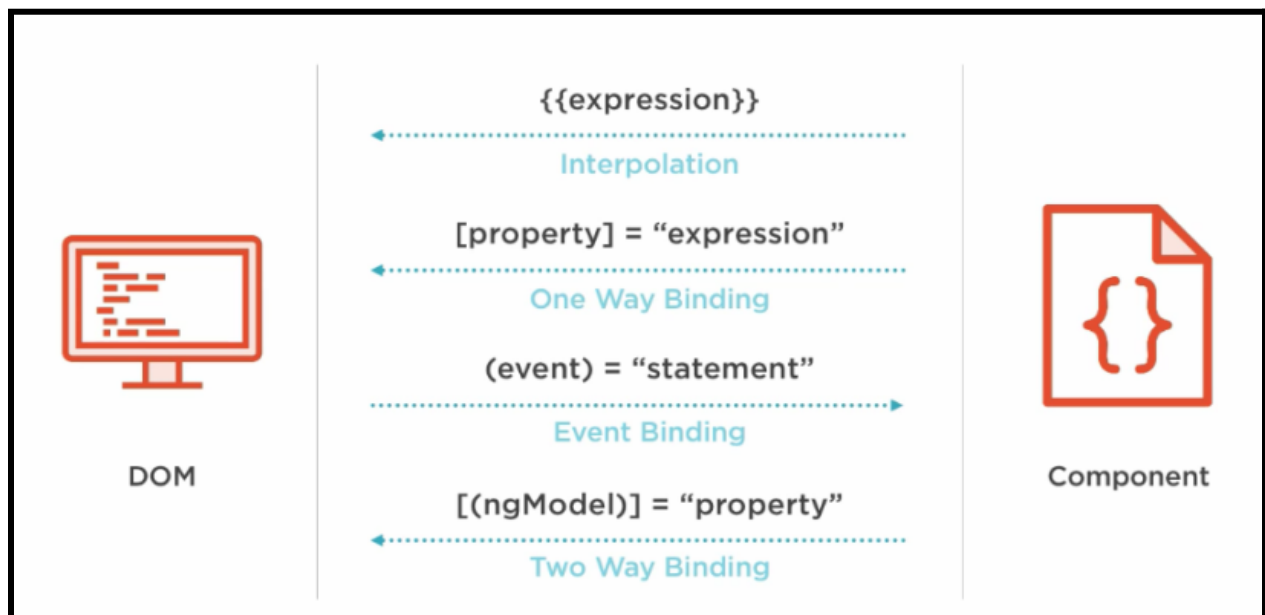 {{expression}}
Interpolation
[property] = “expression”
One Way Binding
(event) = “statement”
Event Binding
DOM
Component
[(ngModel)] = “property”
Two Way Binding